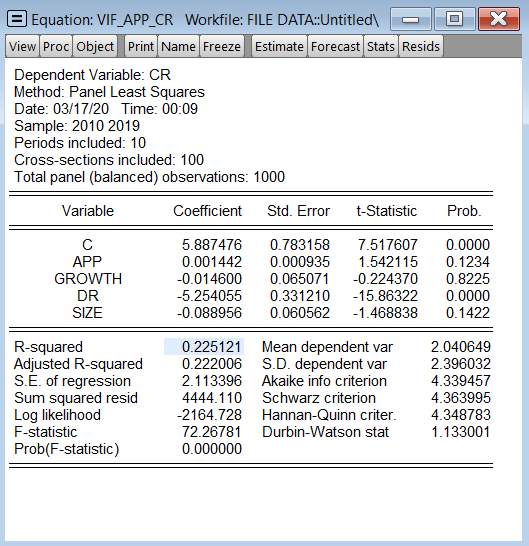 Equation: VIF_APP_CR Workfile: FILE DATA::Untitled\
View Proc Object Print Name Freeze Estimate Forecast Stats Resids
Dependent Variable: CR
Method: Panel Least Squares
Date: 03/17/20 Time: 00:09
Sample: 2010 2019
Periods included: 10
Cross-sections included: 100
Total panel (balanced) observations: 1000
Variable Coefficient Std. Error t-Statistic Prob.
C 5.887476 0.783158 7.517607 0.0000
APP 0.001442 0.000935 1.542115 0.1234
GROWTH -0.014600 0.065071 -0.224370 0.8225
DR -5.254055 0.331210 -15.86322 0.0000
SIZE -0.088956 0.060562 -1.468838 0.1422
R-squared 0.225121 Mean dependent var 2.040649
Adjusted R-squared 0.222006 S.D. dependent var 2.396032
S.E. of regression 2.113396 Akaike info criterion 4.339457
Sum squared resid 4444.110 Schwarz criterion 4.363995
Log likelihood -2164.728 Hannan-Quinn criter. 4.348783
F-statistic 72.26781 Durbin-Watson stat 1.133001
Prob(F-statistic) 0.000000